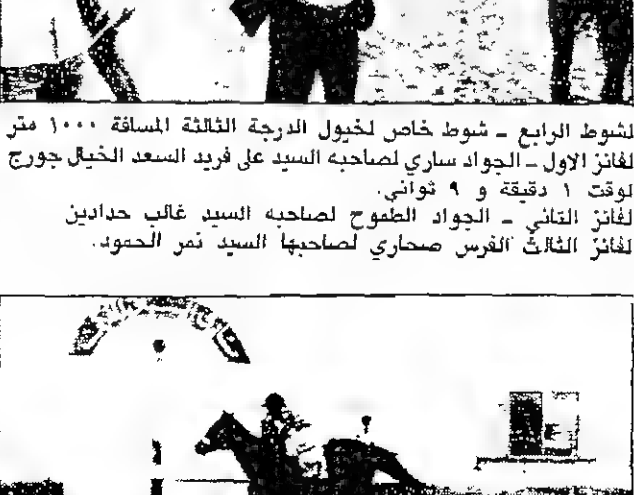 لشوط الرابع - شوط خاص لخيول الدرجة الثالثة المسافة ١٠٠٠ متر
لفائز الاول - الجواد ساري لصاحبه السيد علي فريد السعد الخيال جورج
لوقت ١ دقيقة و ٩ ثواني.
لفائز الثاني - الجواد الطموح لصاحبه السيد غالب حدادين
لفائز الثالث الفرس صحاري لصاحبها السيد نمر الحمود.